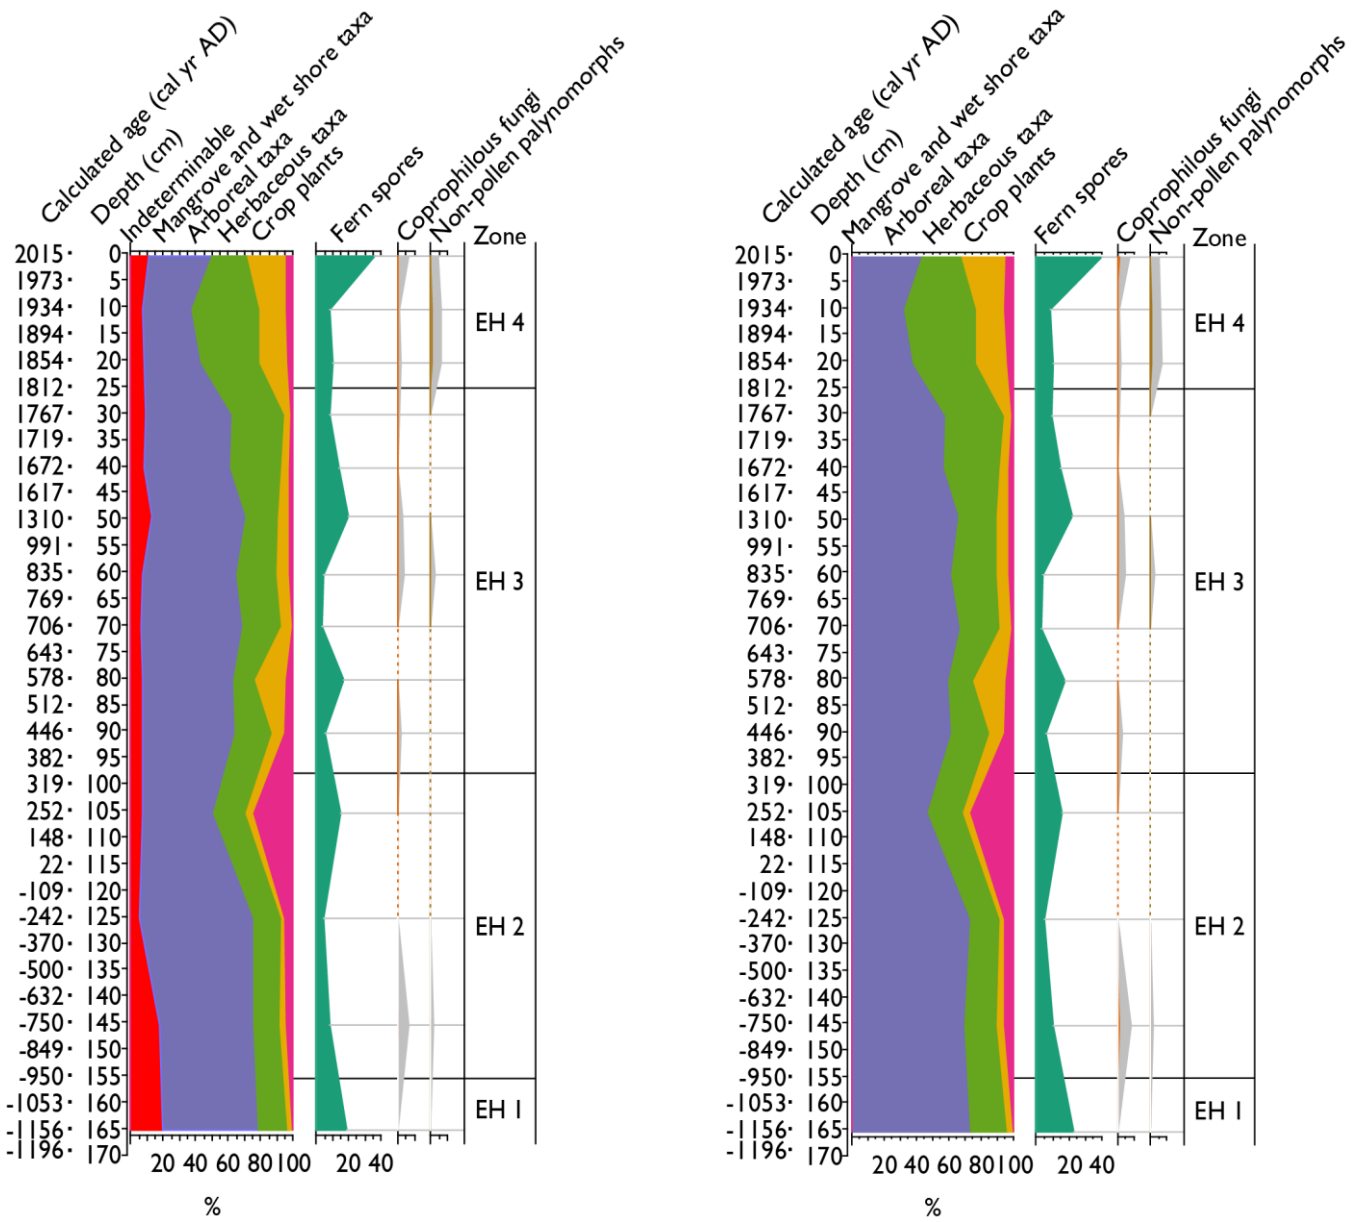 Calculated age (cal yr AD)
Depth (cm)
Indeterminable
Mangrove and wet shore taxa
Arboreal taxa
Herbaceous taxa
Crop plants
Fern spores
Coprophilous fungi
Non-pollen palynomorphs
Zone
2015 0
1973 5
1934 10
1894 15
1854 20
1812 25
1767 30
1719 35
1672 40
1617 45
1310 50
991 55
835 60
769 65
706 70
643 75
578 80
512 85
446 90
382 95
319 100
252 105
148 110
22 115
-109 120
-242 125
-370 130
-500 135
-632 140
-750 145
-849 150
-950 155
-1053 160
-1156 165
-1196 170
EH 4
EH 3
EH 2
EH 1
20 40 60 80 100
20 40
%
Calculated age (cal yr AD)
Depth (cm)
Mangrove and wet shore taxa
Arboreal taxa
Herbaceous taxa
Crop plants
Fern spores
Coprophilous fungi
Non-pollen palynomorphs
Zone
2015 0
1973 5
1934 10
1894 15
1854 20
1812 25
1767 30
1719 35
1672 40
1617 45
1310 50
991 55
835 60
769 65
706 70
643 75
578 80
512 85
446 90
382 95
319 100
252 105
148 110
22 115
-109 120
-242 125
-370 130
-500 135
-632 140
-750 145
-849 150
-950 155
-1053 160
-1156 165
-1196 170
EH 4
EH 3
EH 2
EH 1
20 40 60 80 100
20 40
%